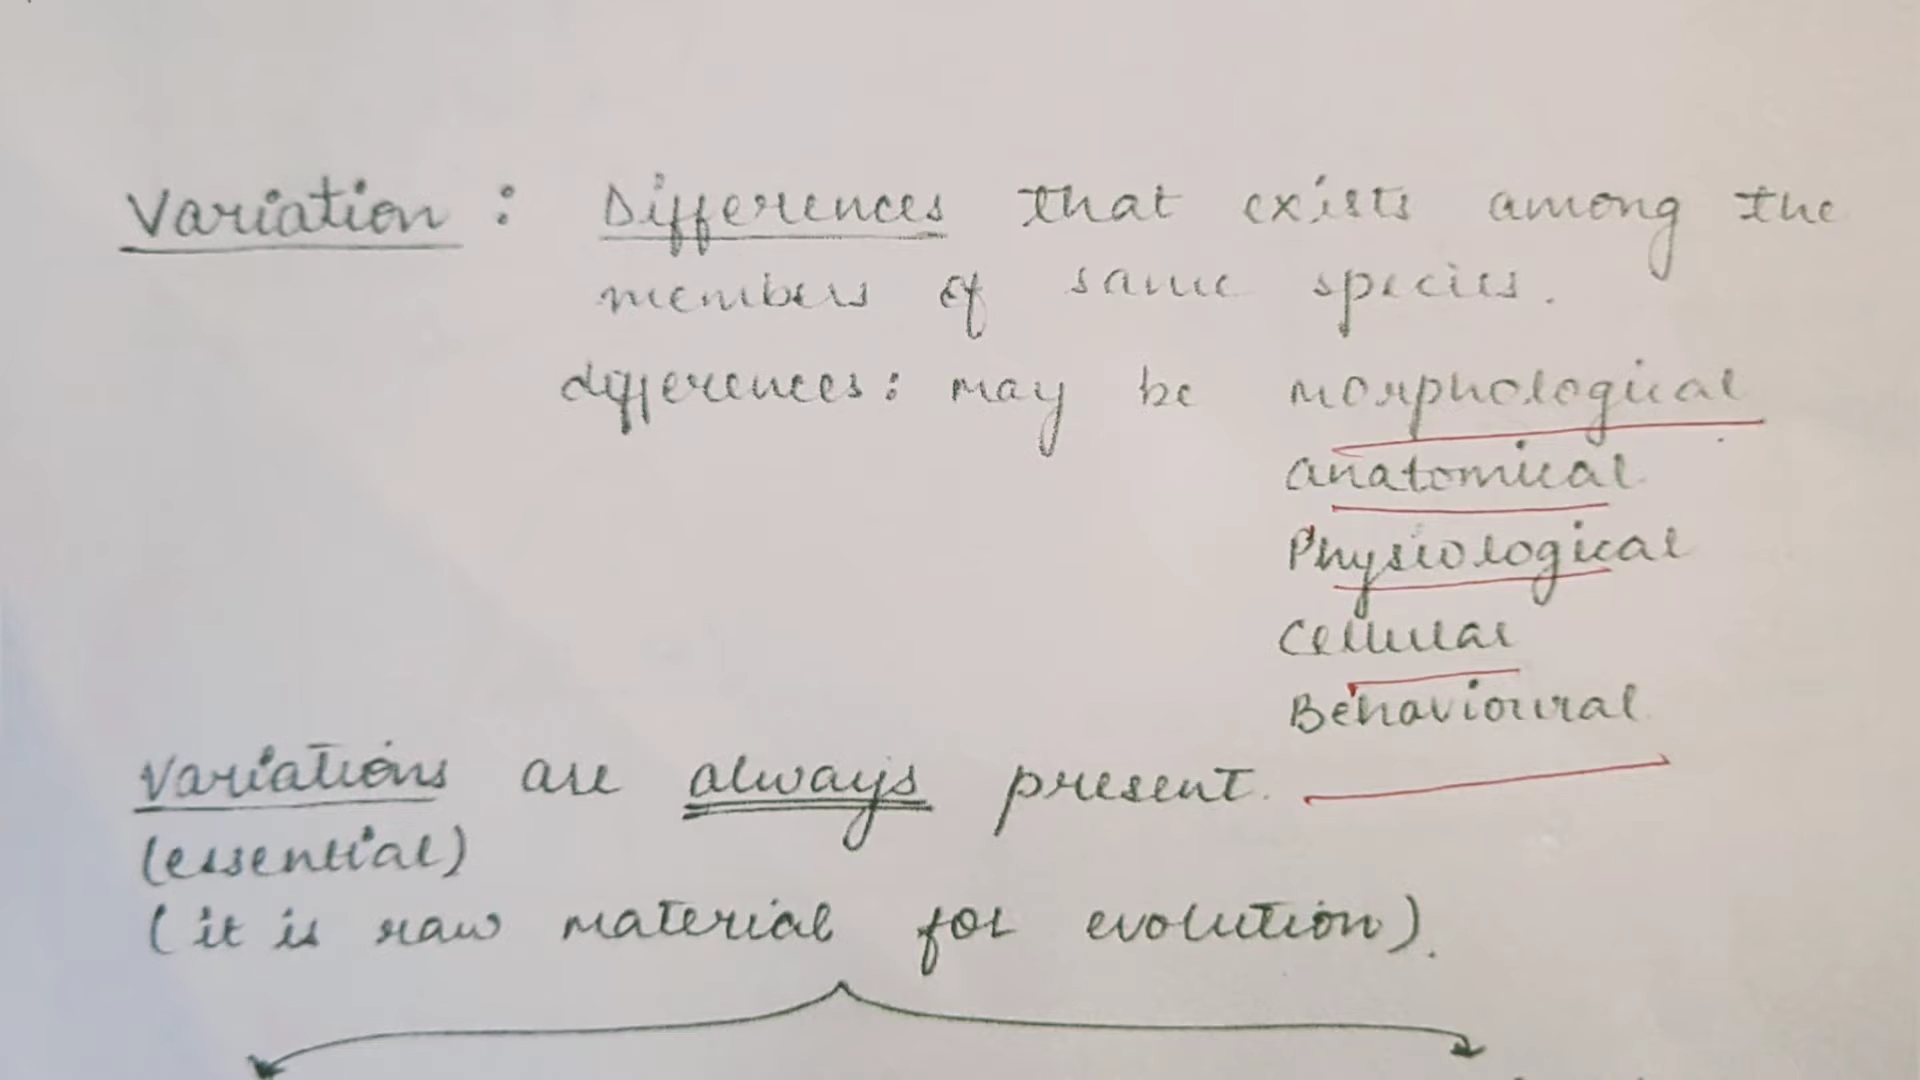 Variation : Differences that exists among the
members of same species.
differences: may be morphological
anatomical
Physiological
Cellular
Behavioural
Variations are always present.
(essential)
(it is raw material for evolution).